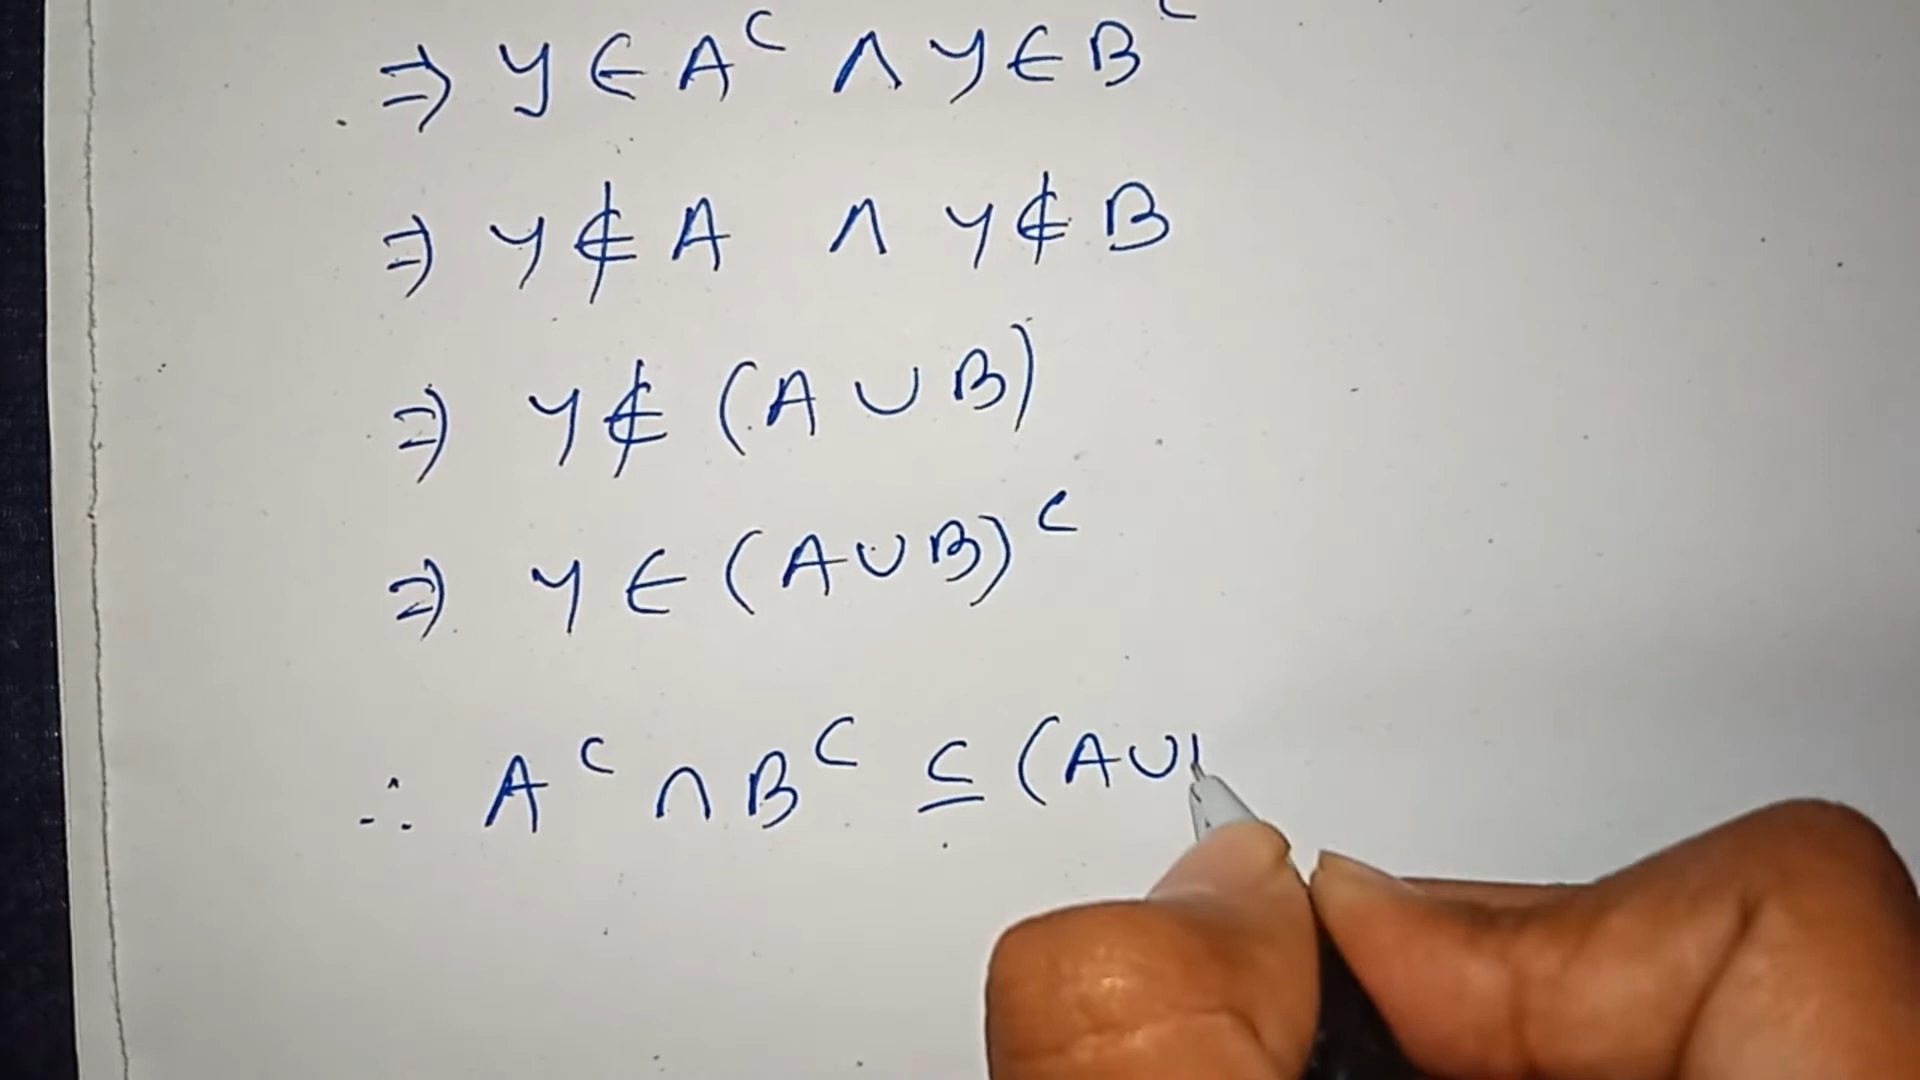 ⇒ y ∈ A^c ∧ y ∈ B^c
⇒ y ∉ A ∧ y ∉ B
⇒ y ∉ (A ∪ B)
⇒ y ∈ (A ∪ B)^c
∴ A^c ∩ B^c ⊆ (A ∪